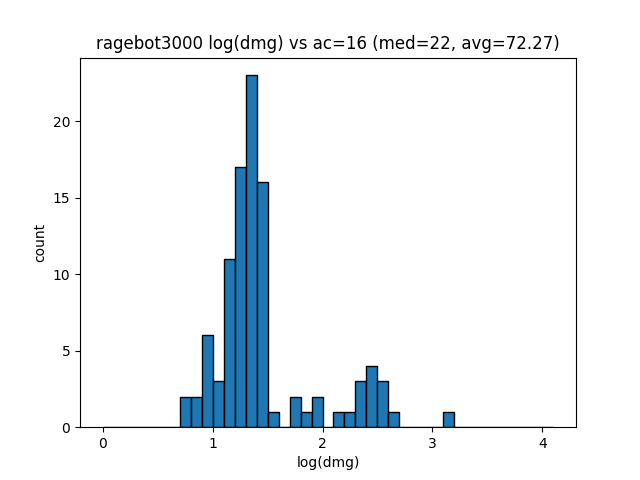 ragebot3000 log(dmg) vs ac=16 (med=22, avg=72.27)
count
20
15
10
5
0
0 1 2 3 4
log(dmg)